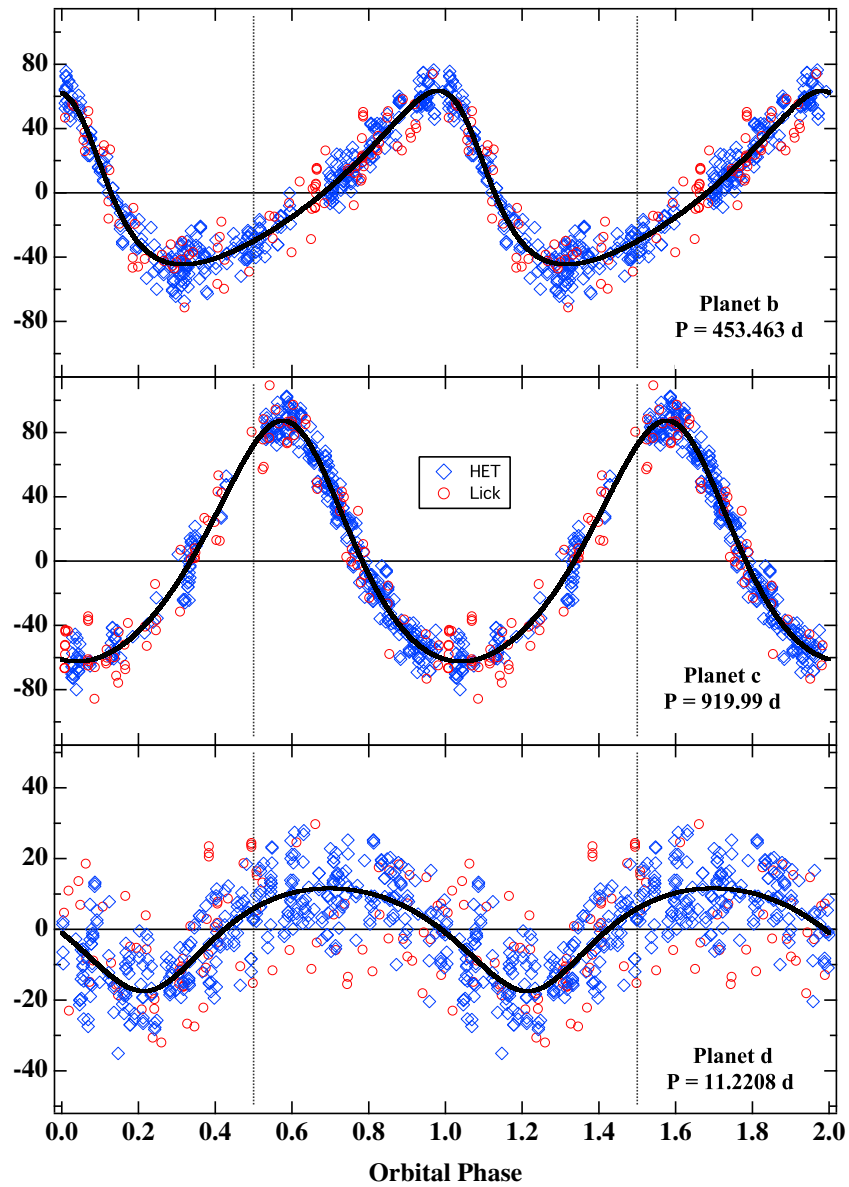 80
40
0
-40
-80
Planet b
P = 453.463 d
80
40
0
-40
-80
HET
Lick
Planet c
P = 919.99 d
40
20
0
-20
-40
Planet d
P = 11.2208 d
0.0 0.2 0.4 0.6 0.8 1.0 1.2 1.4 1.6 1.8 2.0
Orbital Phase